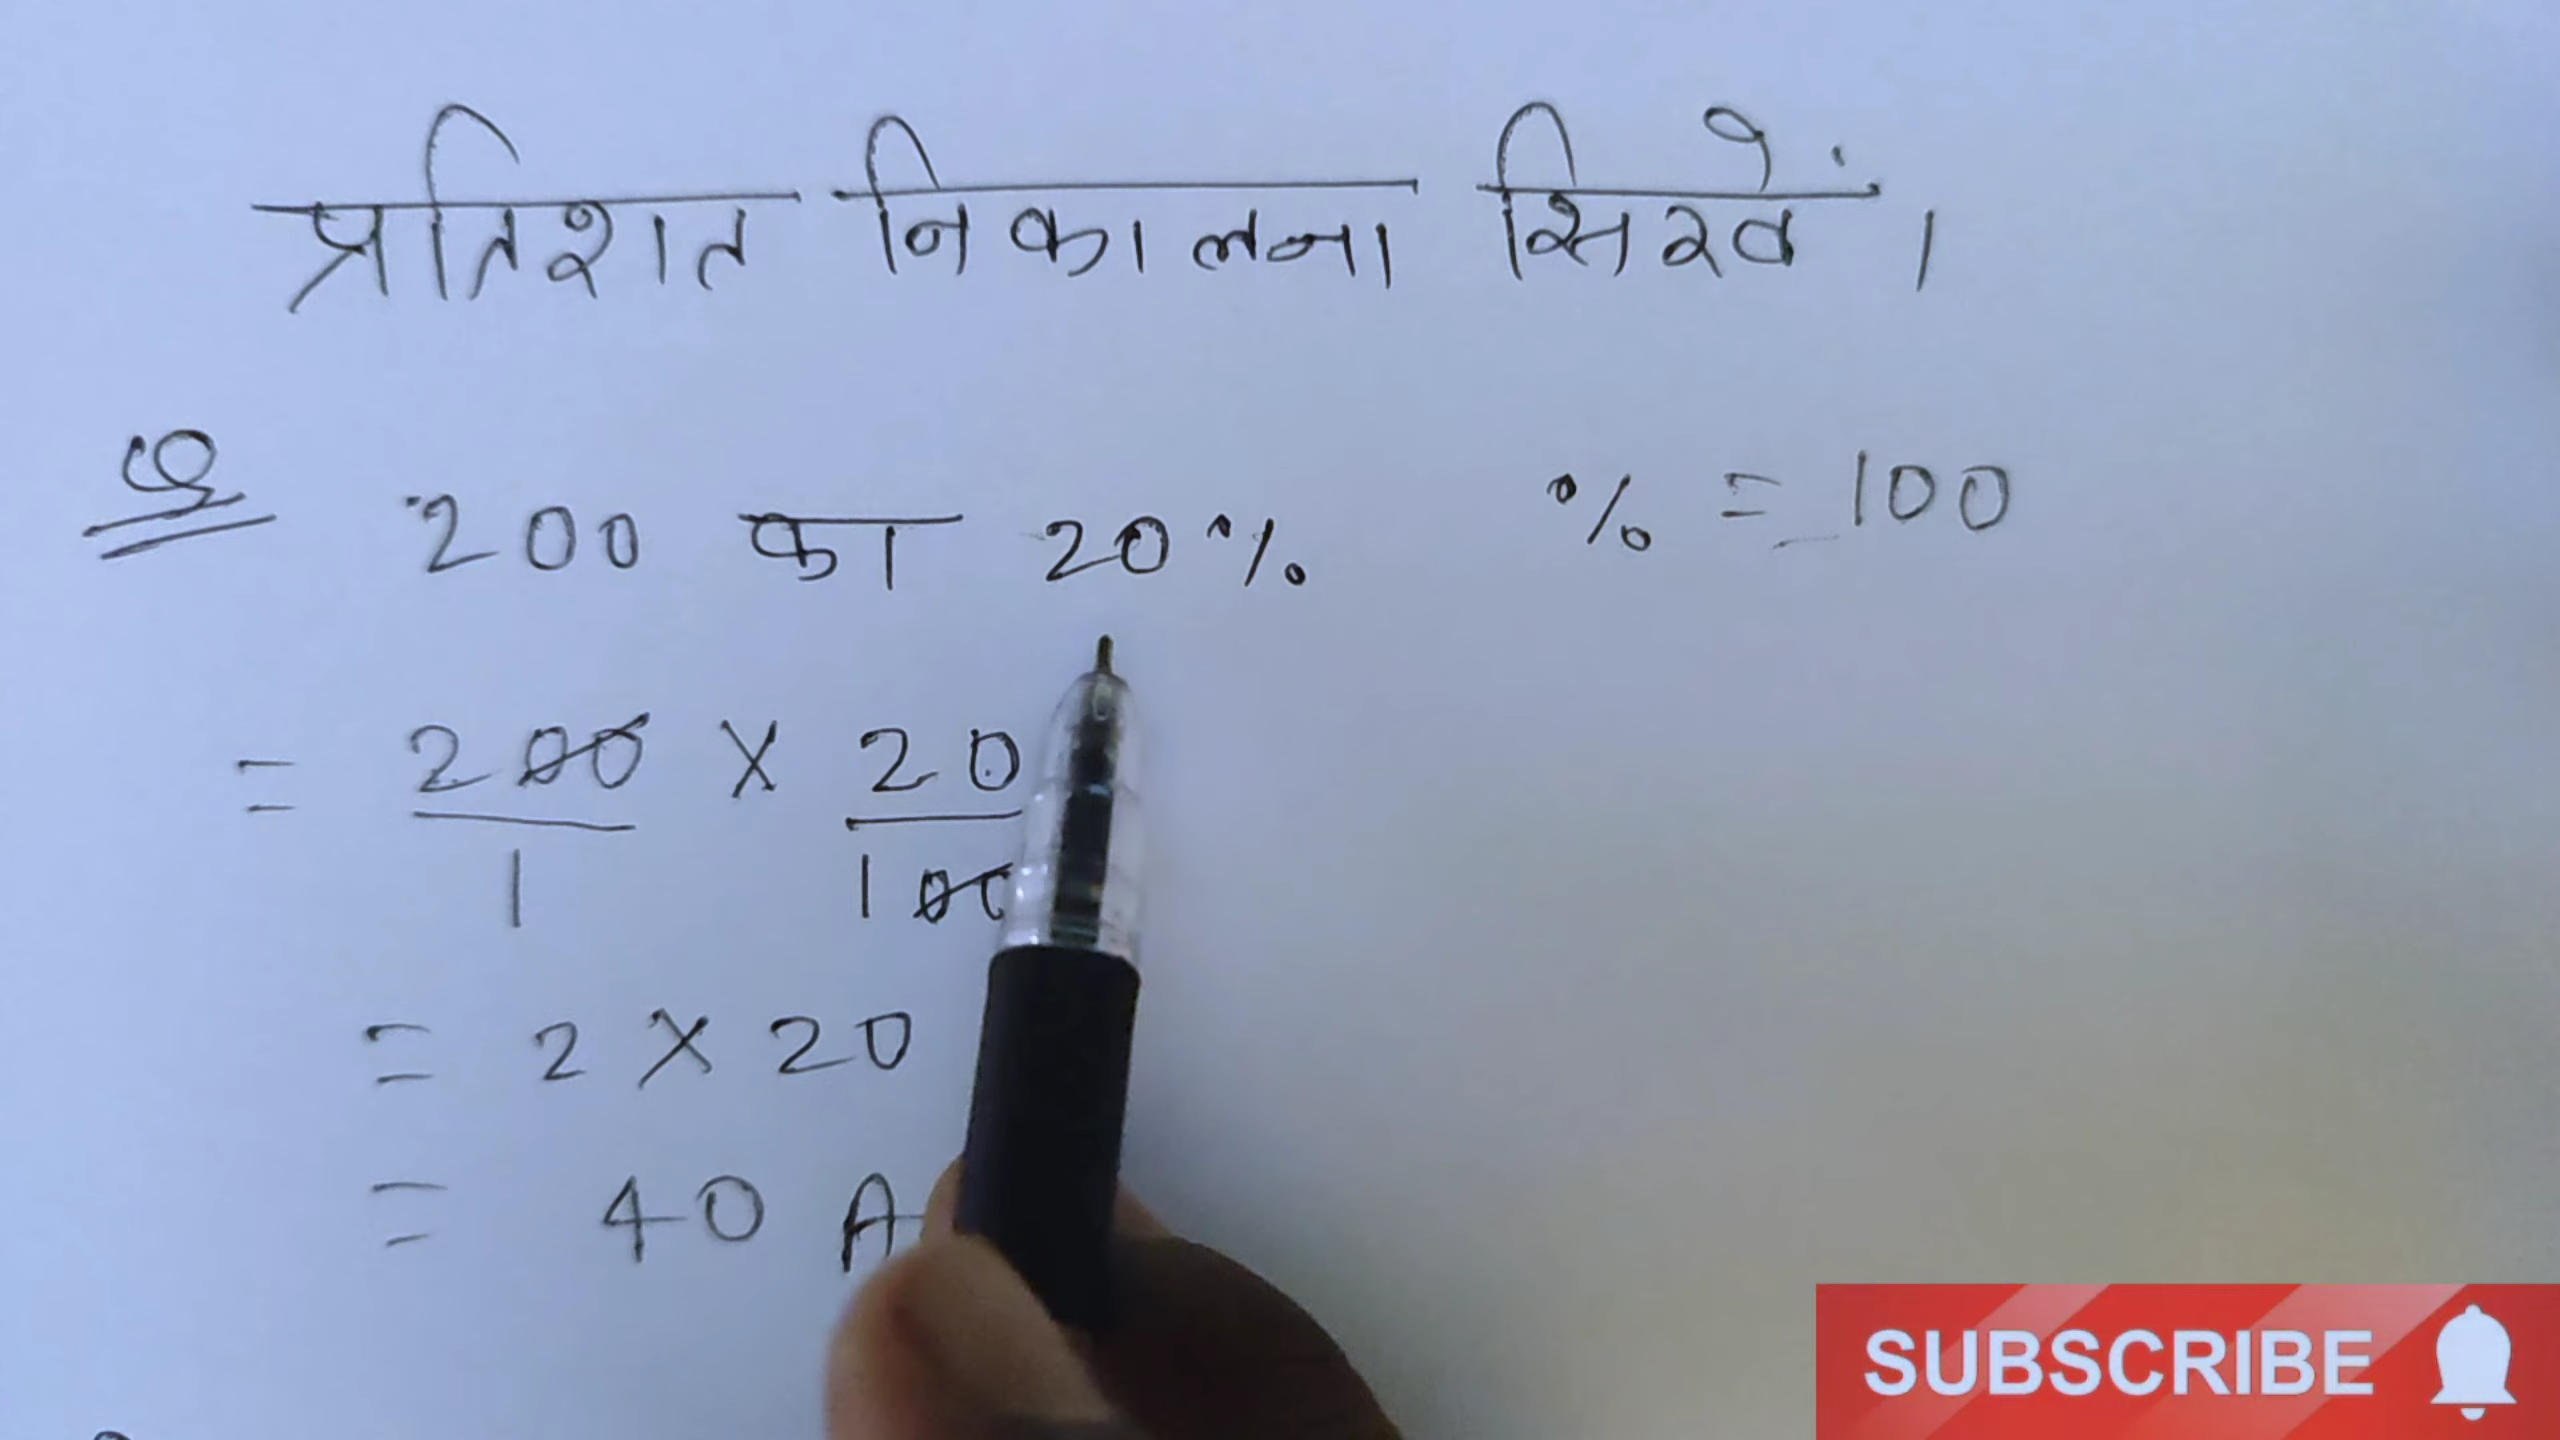 प्रतिशत निकालना सिखें।
Q 200 का 20% % = 100
= 200/1 × 20/100
= 2 × 20
= 40
SUBSCRIBE